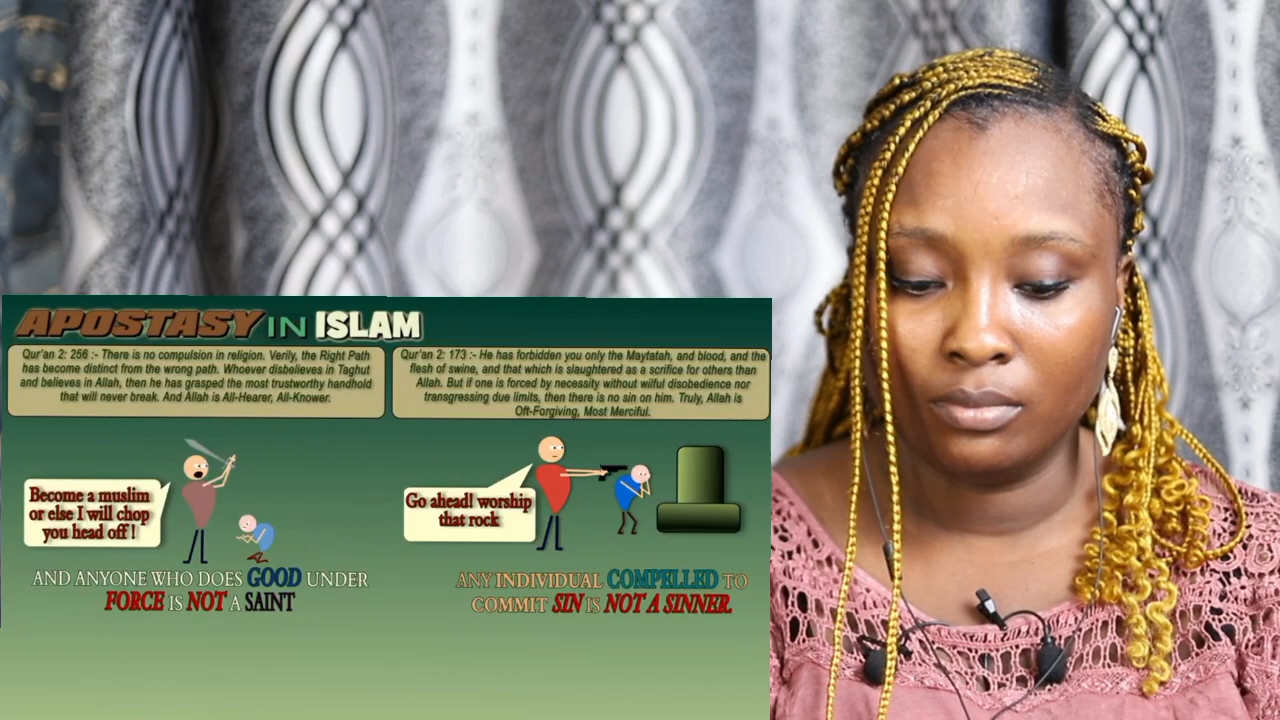 APOSTASY IN ISLAM
Qur'an 2: 256 :- There is no compulsion in religion. Verily, the Right Path
has become distinct from the wrong path. Whoever disbelieves in Taghut
and believes in Allah, then he has grasped the most trustworthy handhold
that will never break. And Allah is All-Hearer, All-Knower.
Qur'an 2: 173 :- He has forbidden you only the Maytatah, and blood, and the
flesh of swine, and that which is slaughtered as a scrifice for others than
Allah. But if one is forced by necessity without wilful disobedience nor
transgressing due limits, then there is no sin on him. Truly, Allah is
Oft-Forgiving, Most Merciful.
Become a muslim
or else I will chop
you head off !
AND ANYONE WHO DOES GOOD UNDER
FORCE IS NOT A SAINT
Go ahead! worship
that rock
ANY INDIVIDUAL COMPELLED TO
COMMIT SIN IS NOT A SINNER.